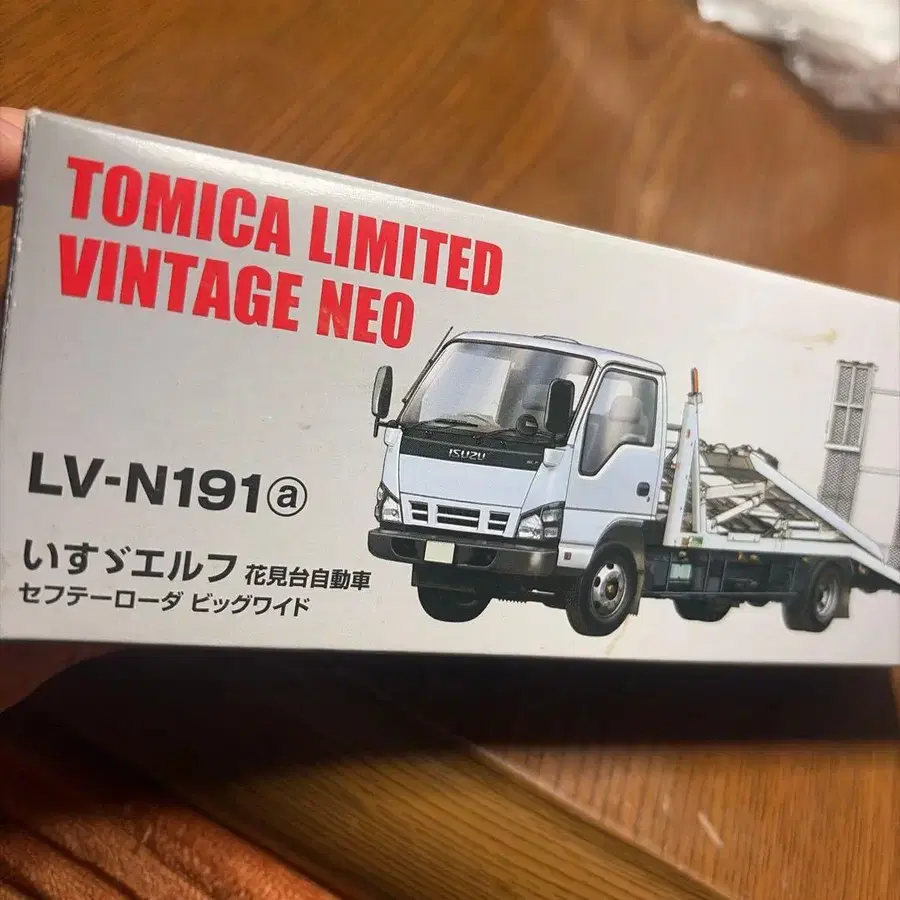 TOMICA LIMITED
VINTAGE NEO
LV-N191ⓐ
いすゞエルフ 花見台自動車
セフテーローダ ビッグワイド
ISUZU